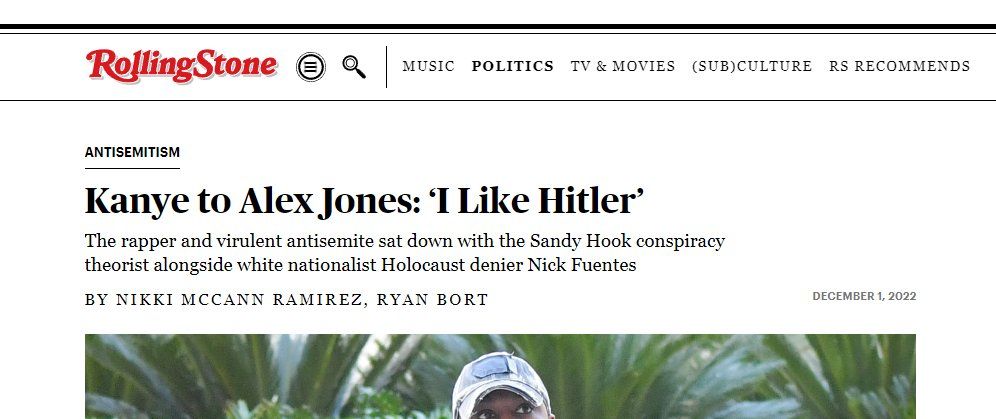 RollingStone
MUSIC POLITICS TV & MOVIES (SUB)CULTURE RS RECOMMENDS
ANTISEMITISM
Kanye to Alex Jones: ‘I Like Hitler’
The rapper and virulent antisemite sat down with the Sandy Hook conspiracy
theorist alongside white nationalist Holocaust denier Nick Fuentes
BY NIKKI MCCANN RAMIREZ, RYAN BORT
DECEMBER 1, 2022